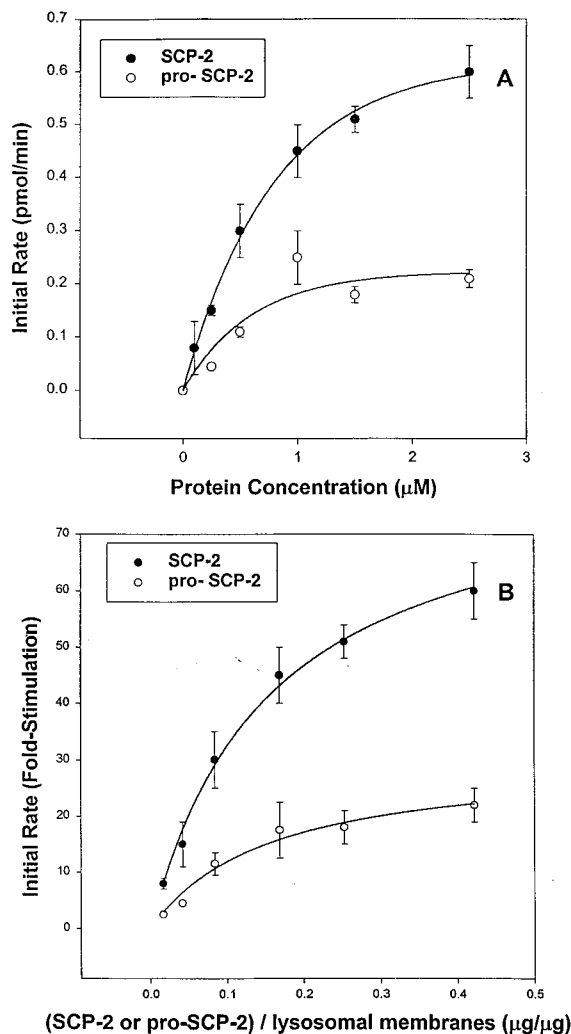 0.7
0.6
0.5
0.4
0.3
0.2
0.1
0.0
Initial Rate (pmol/min)
SCP-2
pro- SCP-2
A
0
1
2
3
Protein Concentration (μM)
70
60
50
40
30
20
10
0
Initial Rate (Fold-Stimulation)
SCP-2
pro- SCP-2
B
0.0
0.1
0.2
0.3
0.4
0.5
(SCP-2 or pro-SCP-2) / lysosomal membranes (μg/μg)